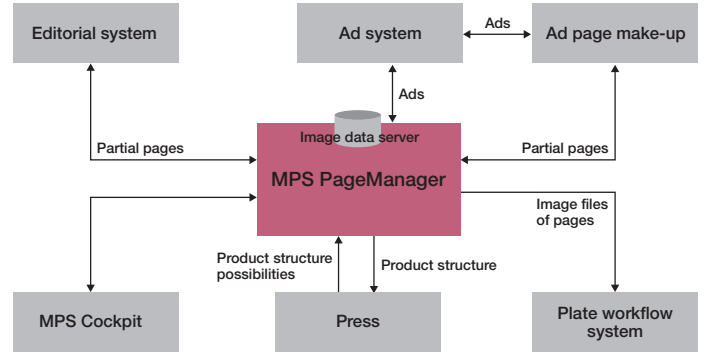 Editorial system
Ad system
Ads
Ad page make-up
Ads
Image data server
Partial pages
Partial pages
MPS PageManager
Image files
of pages
Product structure
possibilities
Product structure
MPS Cockpit
Press
Plate workflow
system